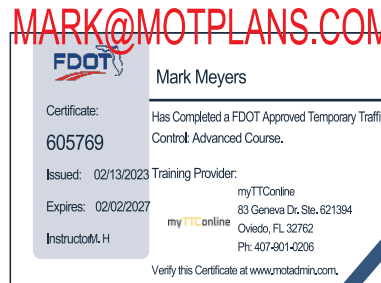 MARK@MOTPLANS.COM
FDOT
Mark Meyers
Certificate:
605769
Has Completed a FDOT Approved Temporary Traffi
Control: Advanced Course.
Issued: 02/13/2023
Expires: 02/02/2027
Instructor: M. H
Training Provider:
myTTConline
myTTConline
83 Geneva Dr. Ste. 621394
Oviedo, FL 32762
Ph: 407-901-0206
Verify this Certificate at www.motadmin.com.